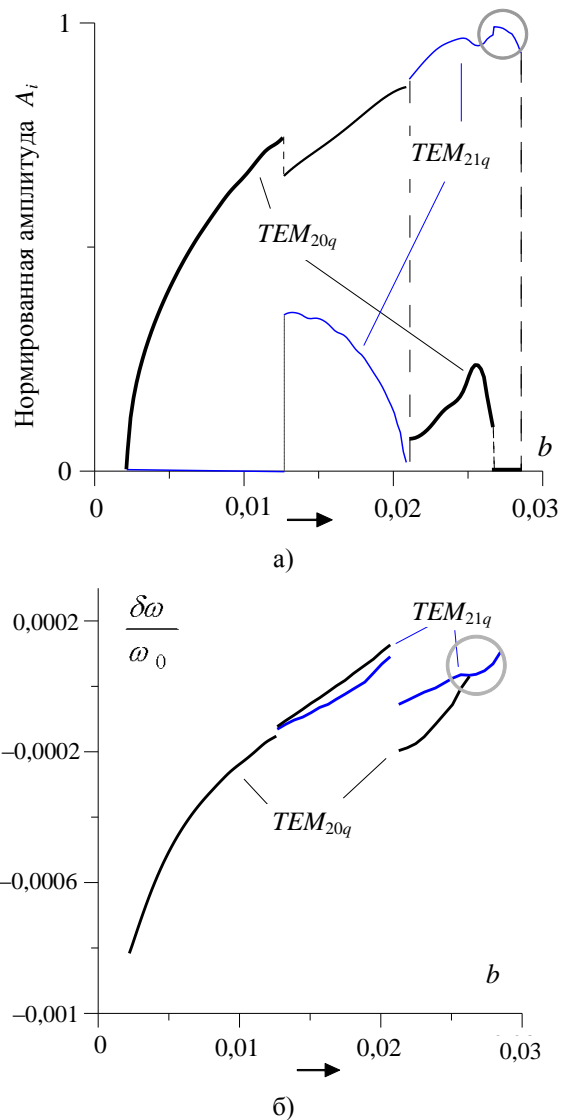 1
Нормированная амплитуда A_i
TEM_21q
TEM_20q
b
0
0 0,01 0,02 0,03
а)
0,0002
δω
ω_0
TEM_21q
−0,0002
TEM_20q
−0,0006
b
−0,001
0 0,01 0,02 0,03
б)